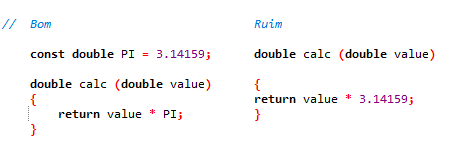 // Bom
const double PI = 3.14159;
double calc (double value)
{
return value * PI;
}
Ruim
double calc (double value)
{
return value * 3.14159;
}